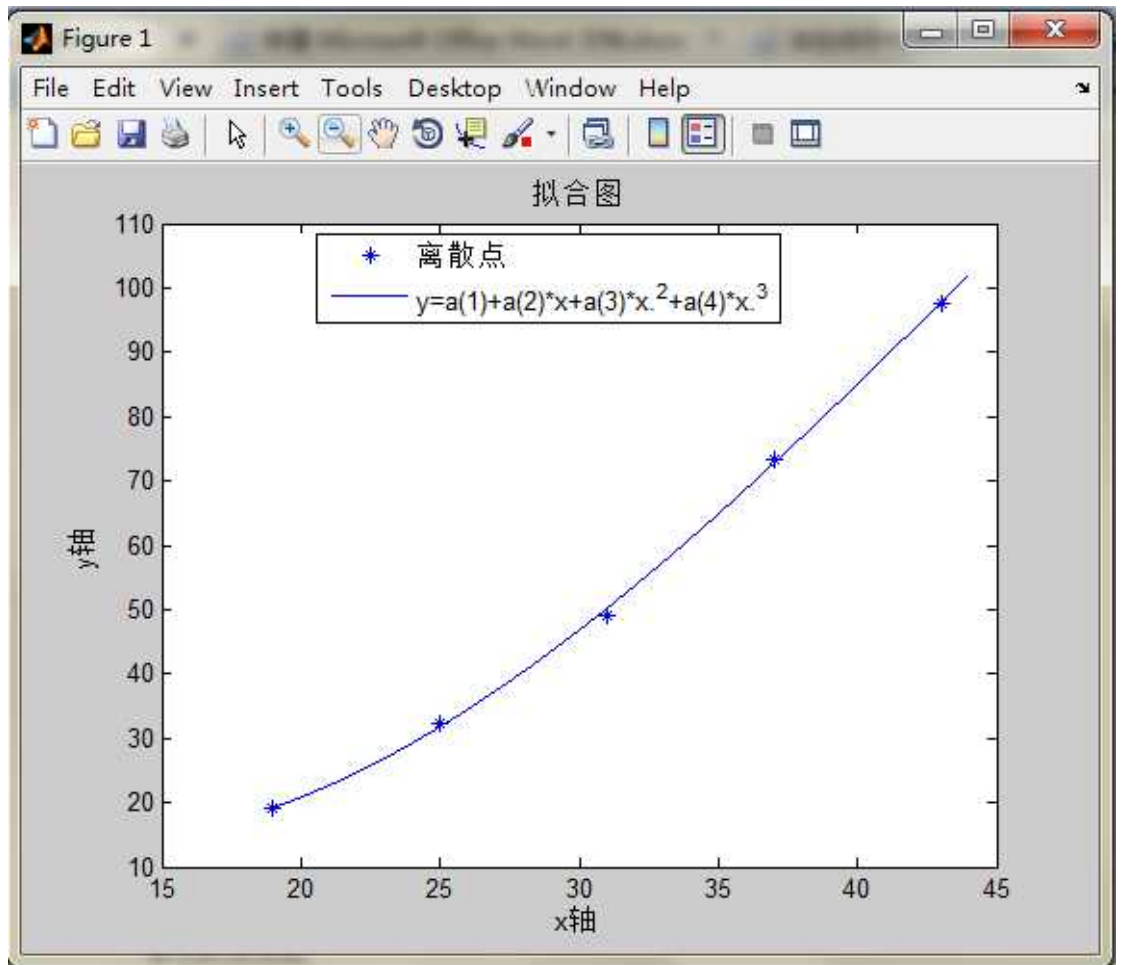 Figure 1
File Edit View Insert Tools Desktop Window Help
拟合图
离散点
y=a(1)+a(2)*x+a(3)*x.²+a(4)*x.³
110
100
90
80
70
60
50
40
30
20
10
y轴
15 20 25 30 35 40 45
x轴